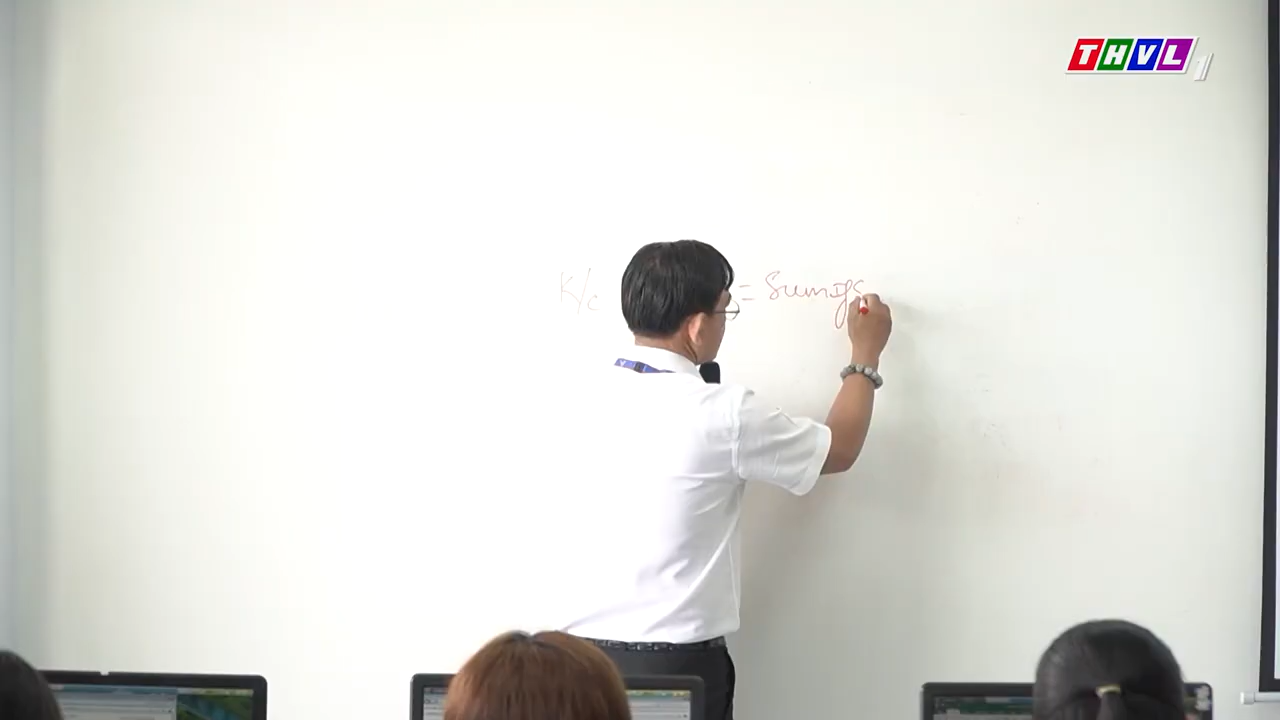 THVL1
K/c = Sumifs